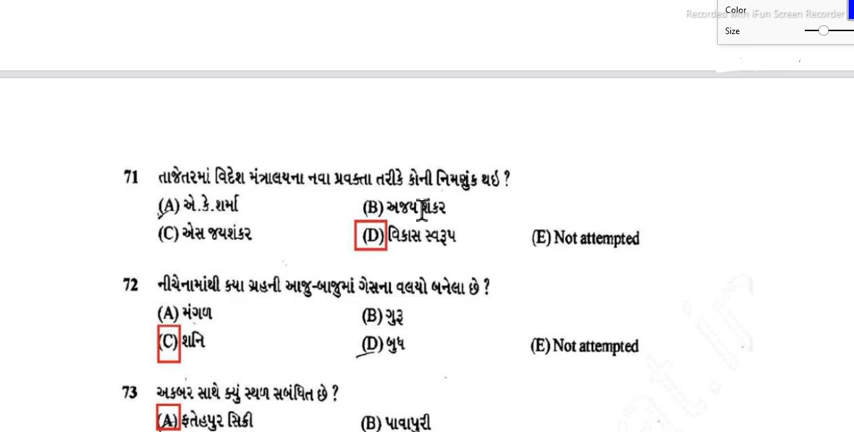 Color
Recorded with iFun Screen Recorder
Size
71 તાજેતરમાં વિદેશ મંત્રાલયના નવા પ્રવક્તા તરીકે કોની નિમણુંક થઇ ?
(A) એ.કે.શર્મા (B) અજય શંકર
(C) એસ જયશંકર (D) વિકાસ સ્વરૂપ (E) Not attempted
72 નીચેનામાંથી ક્યા ગ્રહની આજુ-બાજુમાં ગેસના વલયો બનેલા છે ?
(A) મંગળ (B) ગુરૂ
(C) શનિ (D) બુધ (E) Not attempted
73 અકબર સાથે ક્યું સ્થળ સબંધિત છે ?
(A) ફતેહપુર સિક્રી (B) પાવાપુરી